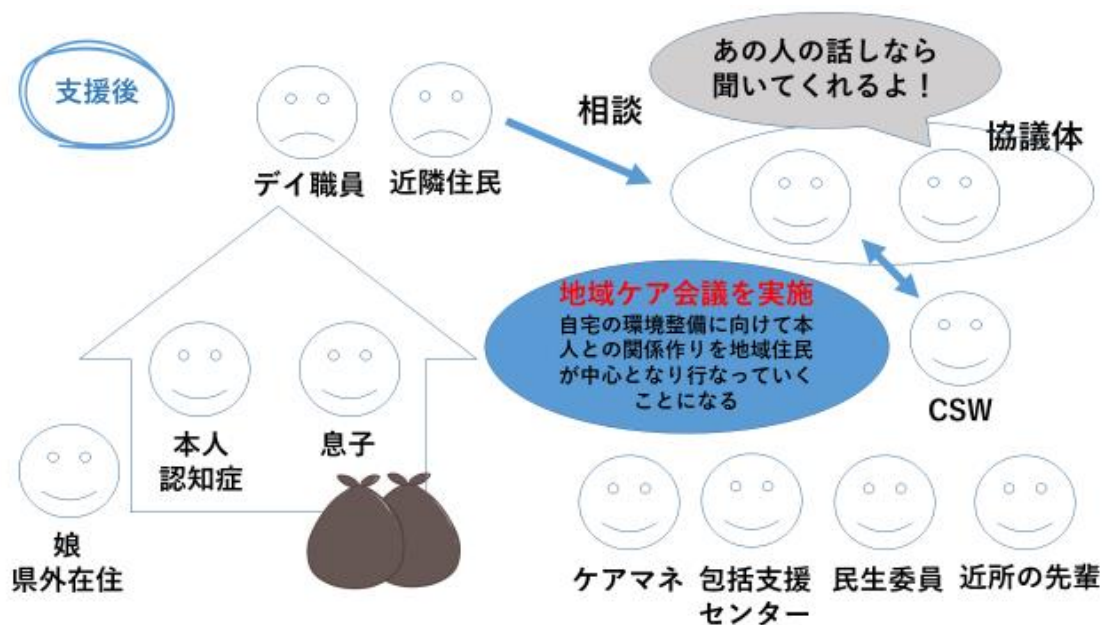 支援後
あの人の話しなら
聞いてくれるよ！
相談
協議体
デイ職員
近隣住民
地域ケア会議を実施
自宅の環境整備に向けて本
人との関係作りを地域住民
が中心となり行なっていく
ことになる
CSW
本人
認知症
息子
娘
県外在住
ケアマネ
包括支援
センター
民生委員
近所の先輩